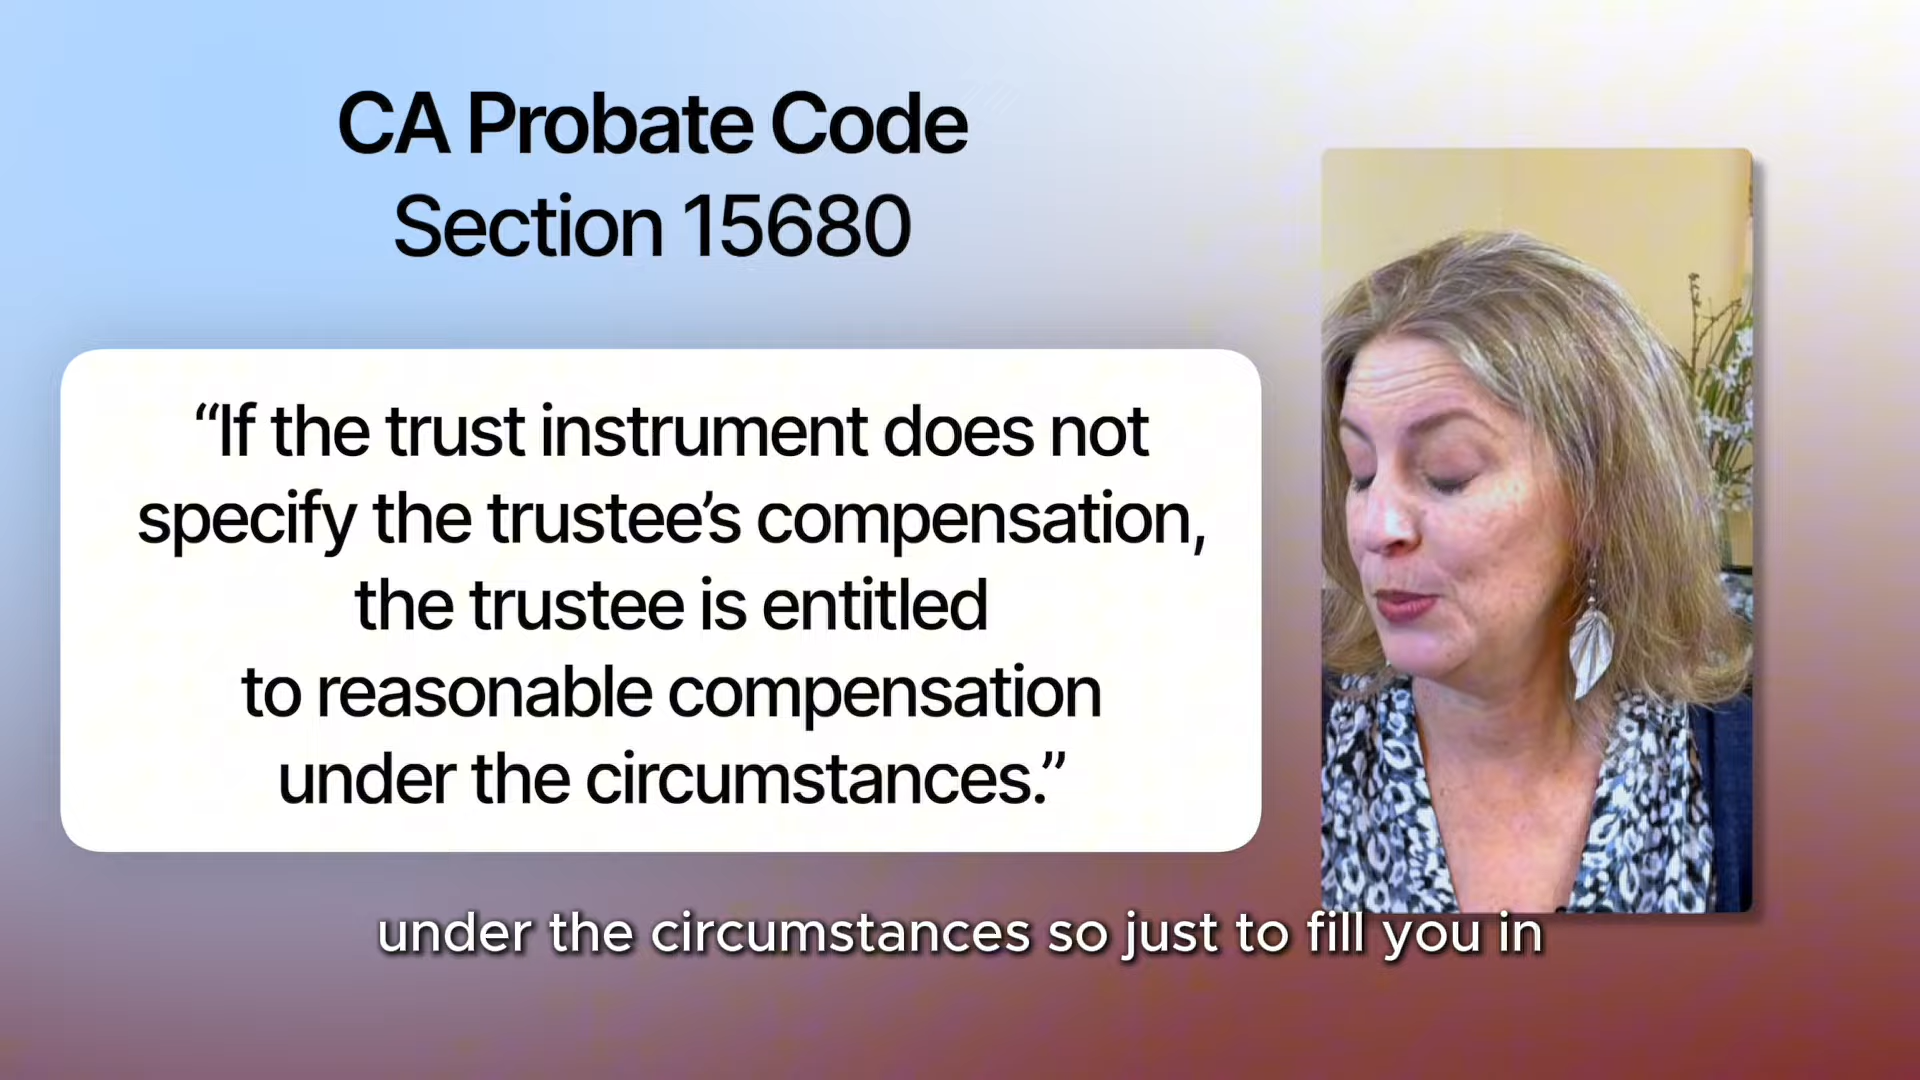 CA Probate Code
Section 15680
“If the trust instrument does not
specify the trustee’s compensation,
the trustee is entitled
to reasonable compensation
under the circumstances.”
under the circumstances so just to fill you in